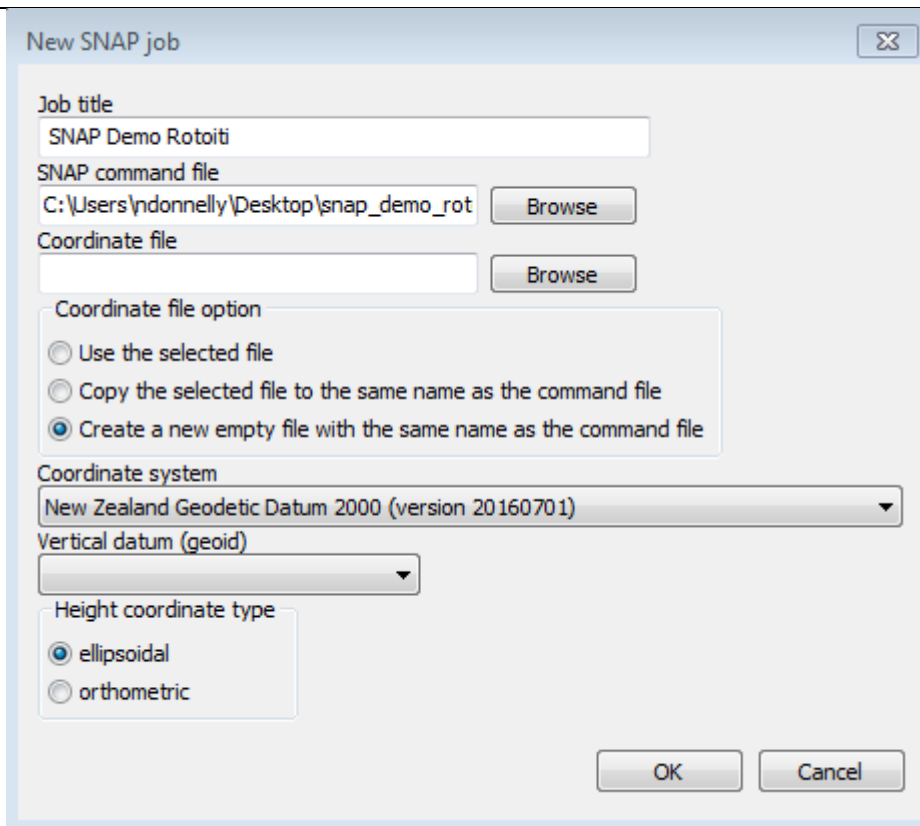 New SNAP job
Job title
SNAP Demo Rotoiti
SNAP command file
C:\Users\ndonnelly\Desktop\snap_demo_rot
Browse
Coordinate file
Browse
Coordinate file option
Use the selected file
Copy the selected file to the same name as the command file
Create a new empty file with the same name as the command file
Coordinate system
New Zealand Geodetic Datum 2000 (version 20160701)
Vertical datum (geoid)
Height coordinate type
ellipsoidal
orthometric
OK
Cancel